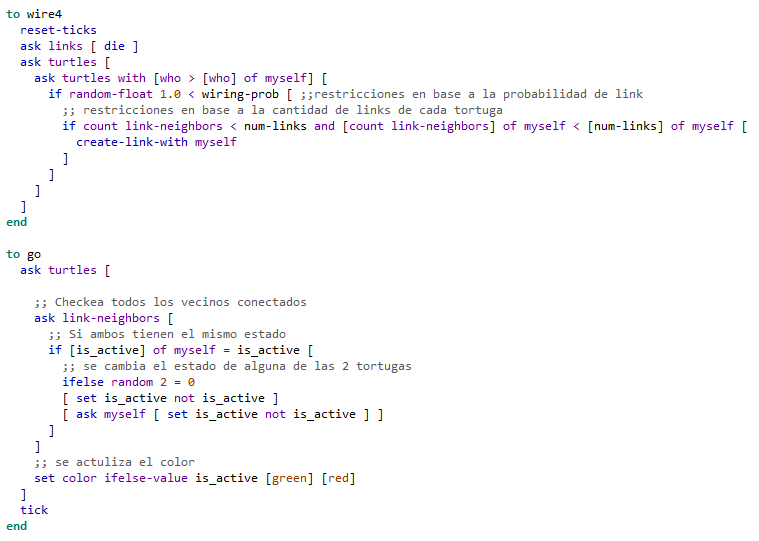 to wire4
  reset-ticks
  ask links [ die ]
  ask turtles [
    ask turtles with [who > [who] of myself] [
      if random-float 1.0 < wiring-prob [ ;;restricciones en base a la probabilidad de link
        ;; restricciones en base a la cantidad de links de cada tortuga
        if count link-neighbors < num-links and [count link-neighbors] of myself < [num-links] of myself [
          create-link-with myself
        ]
      ]
    ]
  ]
end

to go
  ask turtles [

    ;; Checkea todos los vecinos conectados
    ask link-neighbors [
      ;; Si ambos tienen el mismo estado
      if [is_active] of myself = is_active [
        ;; se cambia el estado de alguna de las 2 tortugas
        ifelse random 2 = 0
        [ set is_active not is_active ]
        [ ask myself [ set is_active not is_active ] ]
      ]
    ]
    ;; se actuliza el color
    set color ifelse-value is_active [green] [red]
  ]
  tick
end